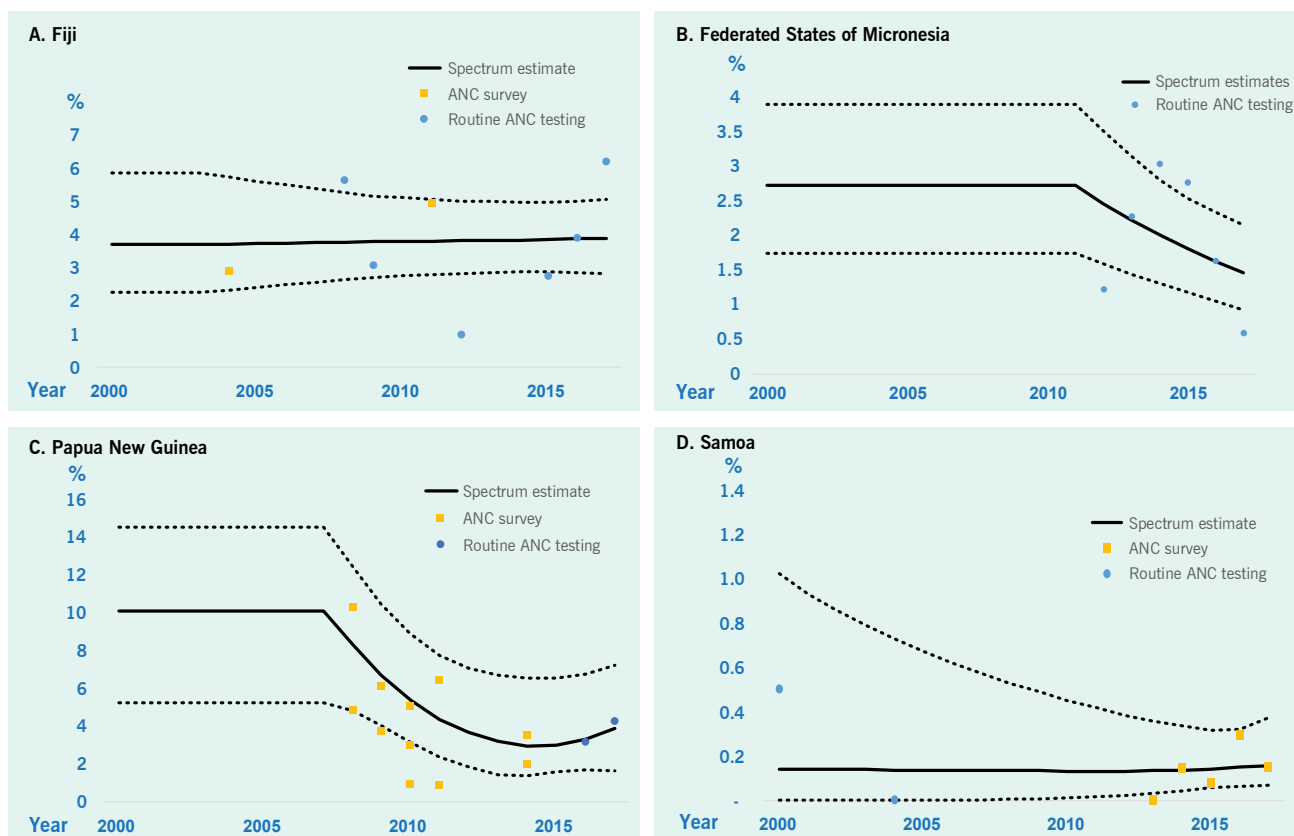 A. Fiji
Spectrum estimate
ANC survey
Routine ANC testing
%
7
6
5
4
3
2
1
0
Year 2000 2005 2010 2015
B. Federated States of Micronesia
Spectrum estimates
Routine ANC testing
%
4
3.5
3
2.5
2
1.5
1
0.5
0
Year 2000 2005 2010 2015
C. Papua New Guinea
Spectrum estimate
ANC survey
Routine ANC testing
%
16
14
12
10
8
6
4
2
0
Year 2000 2005 2010 2015
D. Samoa
Spectrum estimate
ANC survey
Routine ANC testing
%
1.4
1.2
1.0
0.8
0.6
0.4
0.2
-
Year 2000 2005 2010 2015